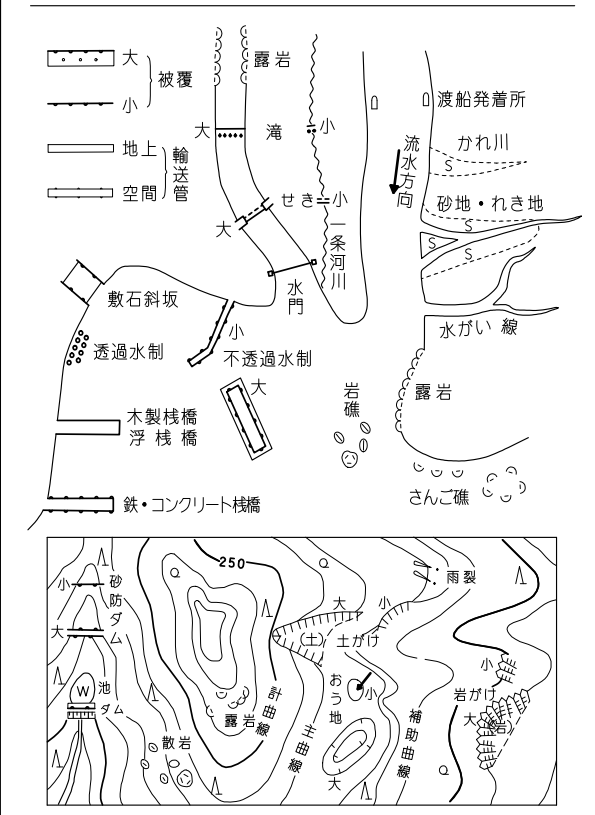 大
小
被覆
地上
空間
輸送管
露岩
大
滝
小
せき
小
大
一条河川
水門
渡船発着所
流水方向
かれ川
S
砂地・れき地
S
S
S
水がい線
敷石斜坂
透過水制
小
不透過水制
大
木製桟橋
浮桟橋
鉄・コンクリート桟橋
岩礁
露岩
さんご礁
250
小
砂防ダム
大
W
池
ダム
散岩
露岩
計曲線
主曲線
大
小
(土)
土がけ
おう地
小
大
補助曲線
雨裂
小
岩がけ
大
(岩)